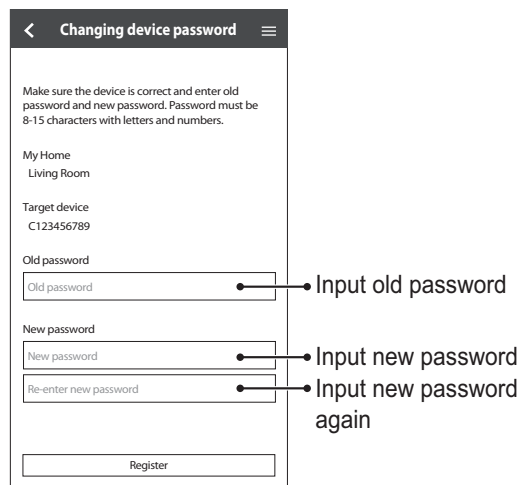 Changing device password
Make sure the device is correct and enter old
password and new password. Password must be
8-15 characters with letters and numbers.
My Home
Living Room
Target device
C123456789
Old password
Old password
Input old password
New password
New password
Input new password
Re-enter new password
Input new password
again
Register